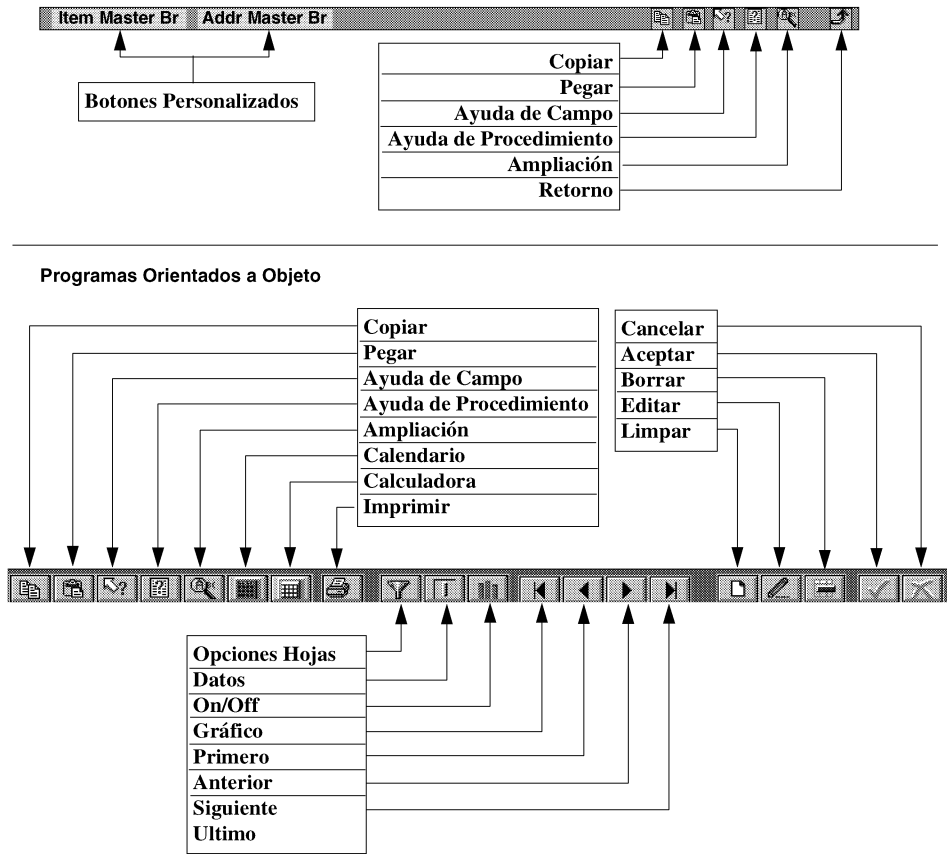 Item Master Br Addr Master Br
Botones Personalizados
Copiar
Pegar
Ayuda de Campo
Ayuda de Procedimiento
Ampliación
Retorno
Programas Orientados a Objeto
Copiar
Pegar
Ayuda de Campo
Ayuda de Procedimiento
Ampliación
Calendario
Calculadora
Imprimir
Cancelar
Aceptar
Borrar
Editar
Limpar
Opciones Hojas
Datos
On/Off
Gráfico
Primero
Anterior
Siguiente
Ultimo